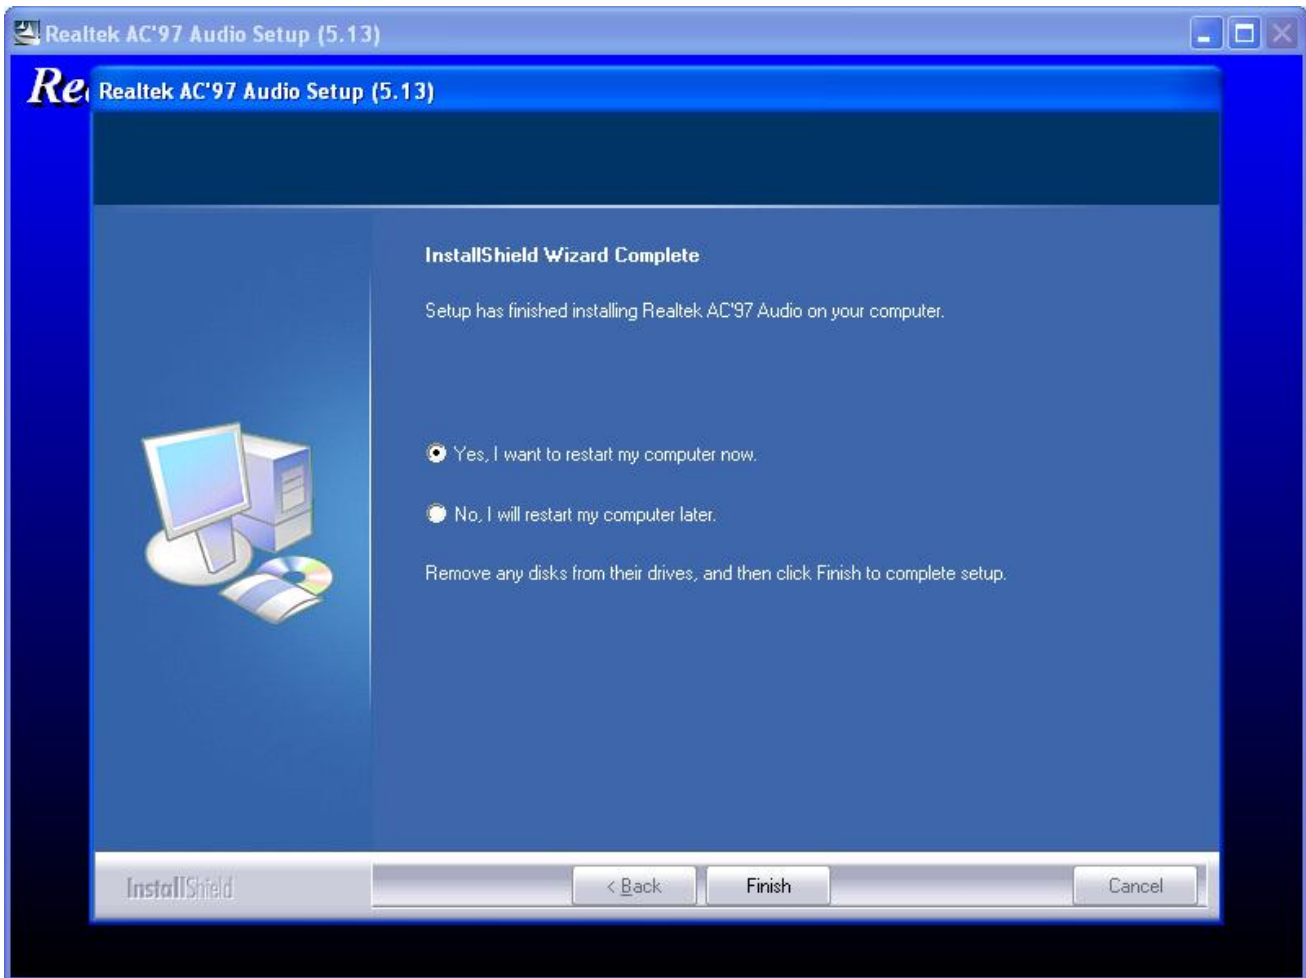 Realtek AC'97 Audio Setup (5.13)
Re
Realtek AC'97 Audio Setup (5.13)
InstallShield Wizard Complete
Setup has finished installing Realtek AC'97 Audio on your computer.
Yes, I want to restart my computer now.
No, I will restart my computer later.
Remove any disks from their drives, and then click Finish to complete setup.
InstallShield
< Back
Finish
Cancel